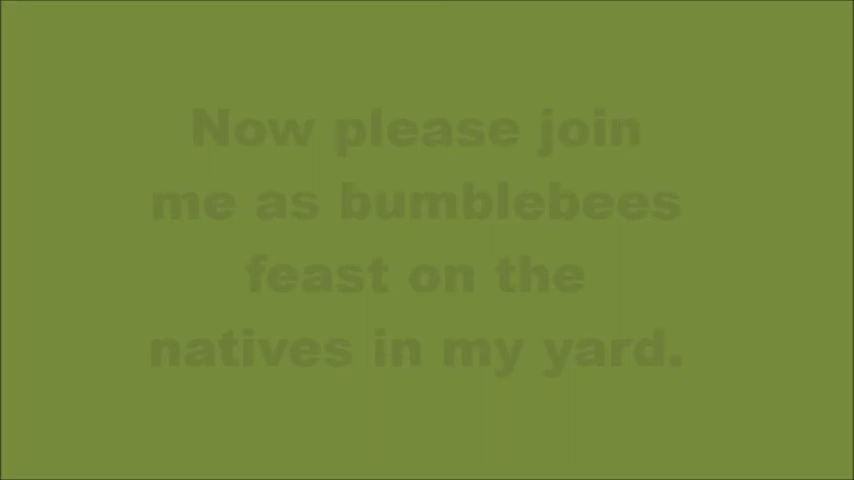 Now please join
me as bumblebees
feast on the
natives in my yard.